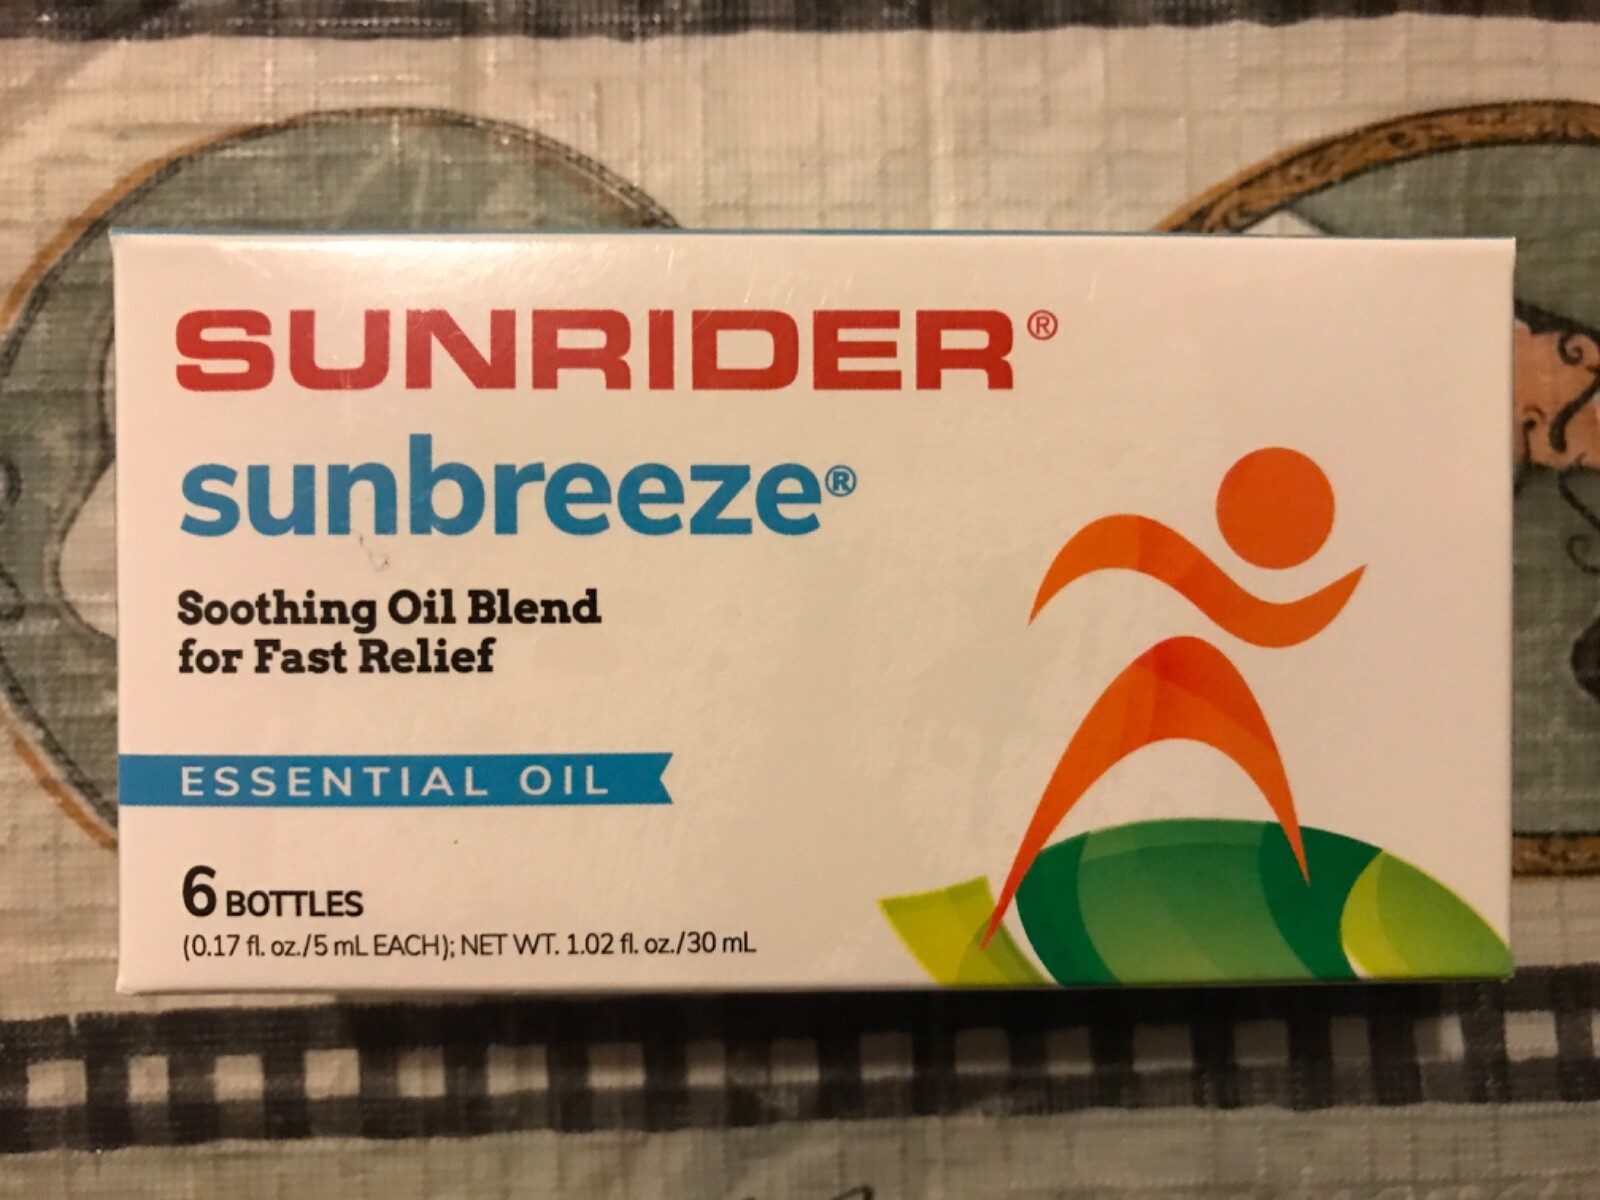 SUNRIDER®
sunbreeze®
Soothing Oil Blend
for Fast Relief
ESSENTIAL OIL
6 BOTTLES
(0.17 fl. oz./5 mL EACH); NET WT. 1.02 fl. oz./30 mL